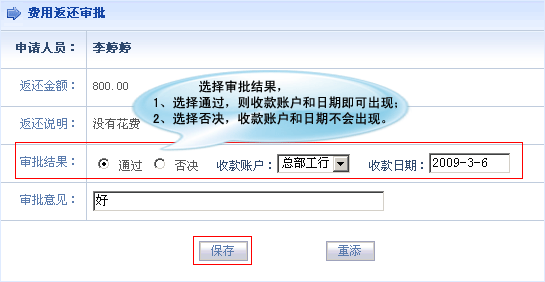 费用返还审批
申请人员： 李婷婷
返还金额： 800.00
选择审批结果，
1、选择通过，则收款账户和日期即可出现；
2、选择否决，收款账户和日期不会出现。
返还说明： 没有花费
审批结果： 通过 否决 收款账户： 总部工行 收款日期： 2009-3-6
审批意见： 好
保存 重添